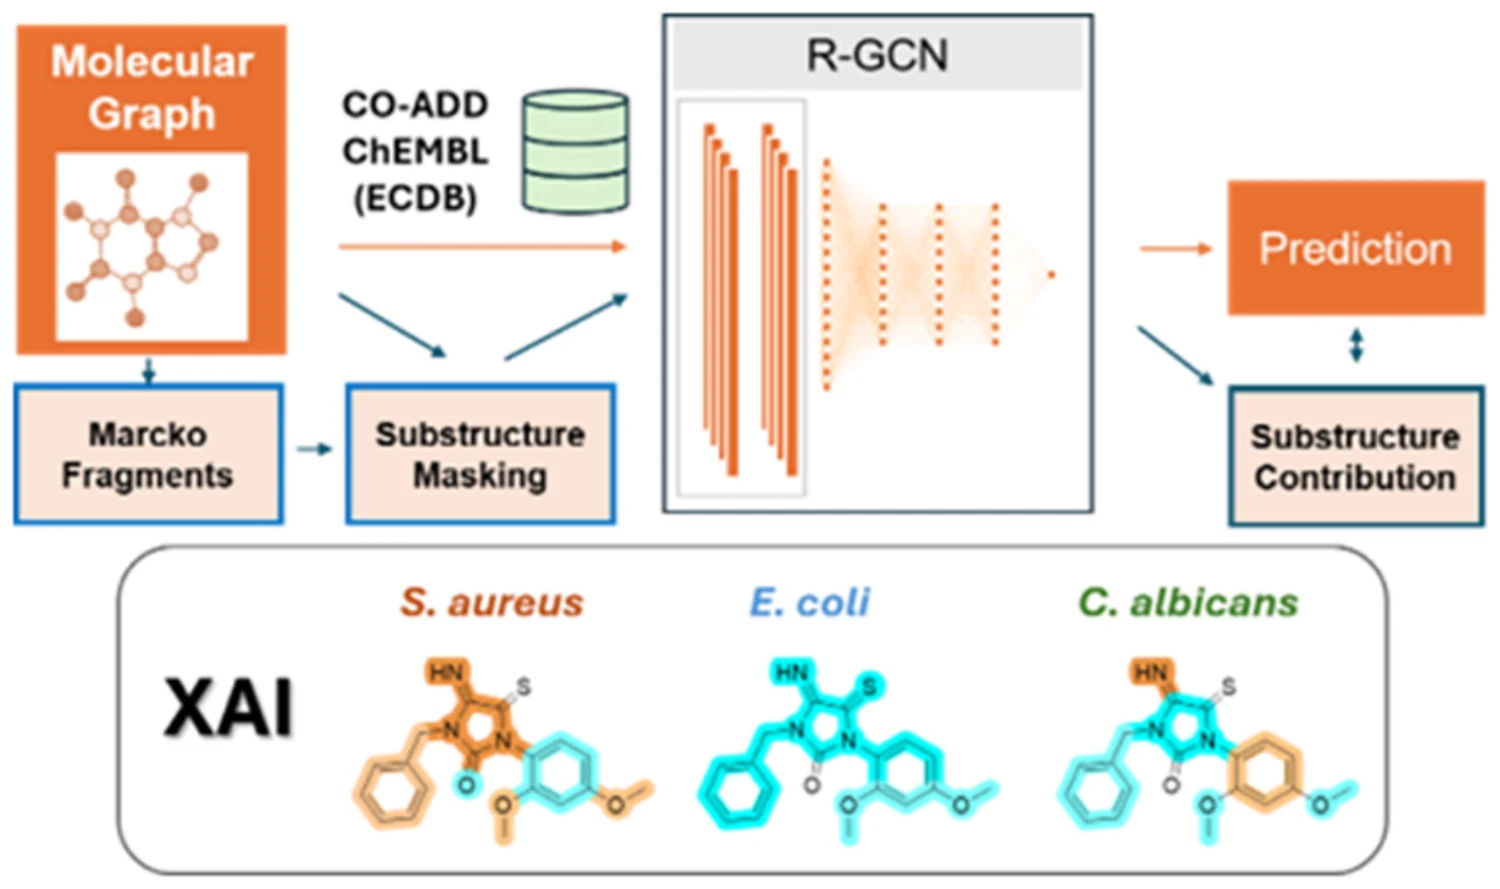 Molecular
Graph
CO-ADD
ChEMBL
(ECDB)
R-GCN
Prediction
Marcko
Fragments
Substructure
Masking
Substructure
Contribution
XAI
S. aureus
E. coli
C. albicans
HN
S
N
N
O
O
O
HN
S
N
N
O
O
O
HN
S
N
N
O
O
O